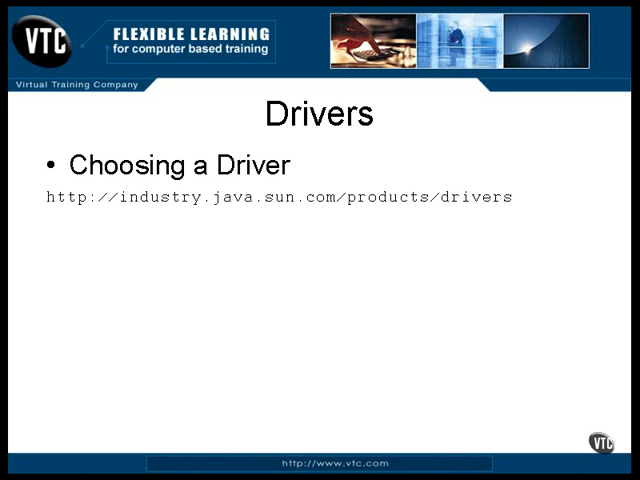 VTC
FLEXIBLE LEARNING
for computer based training
Virtual Training Company
Drivers
• Choosing a Driver
http://industry.java.sun.com/products/drivers
VTC
http://www.vtc.com